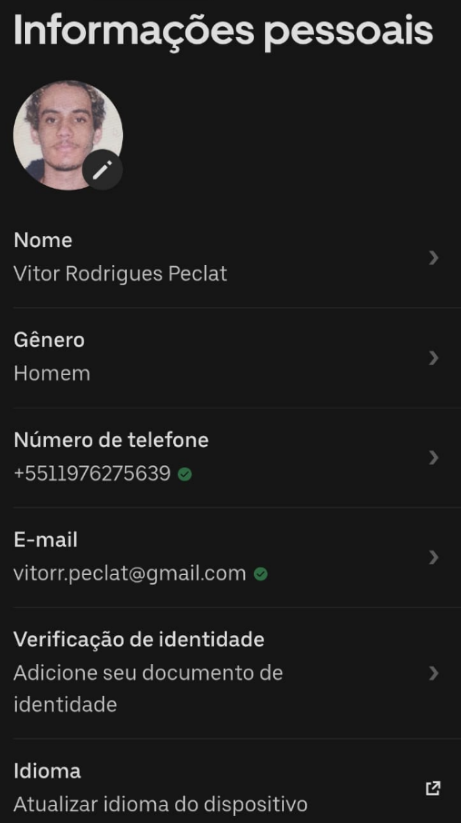 Informações pessoais
Nome
Vitor Rodrigues Peclat
Gênero
Homem
Número de telefone
+5511976275639
E-mail
vitorr.peclat@gmail.com
Verificação de identidade
Adicione seu documento de
identidade
Idioma
Atualizar idioma do dispositivo